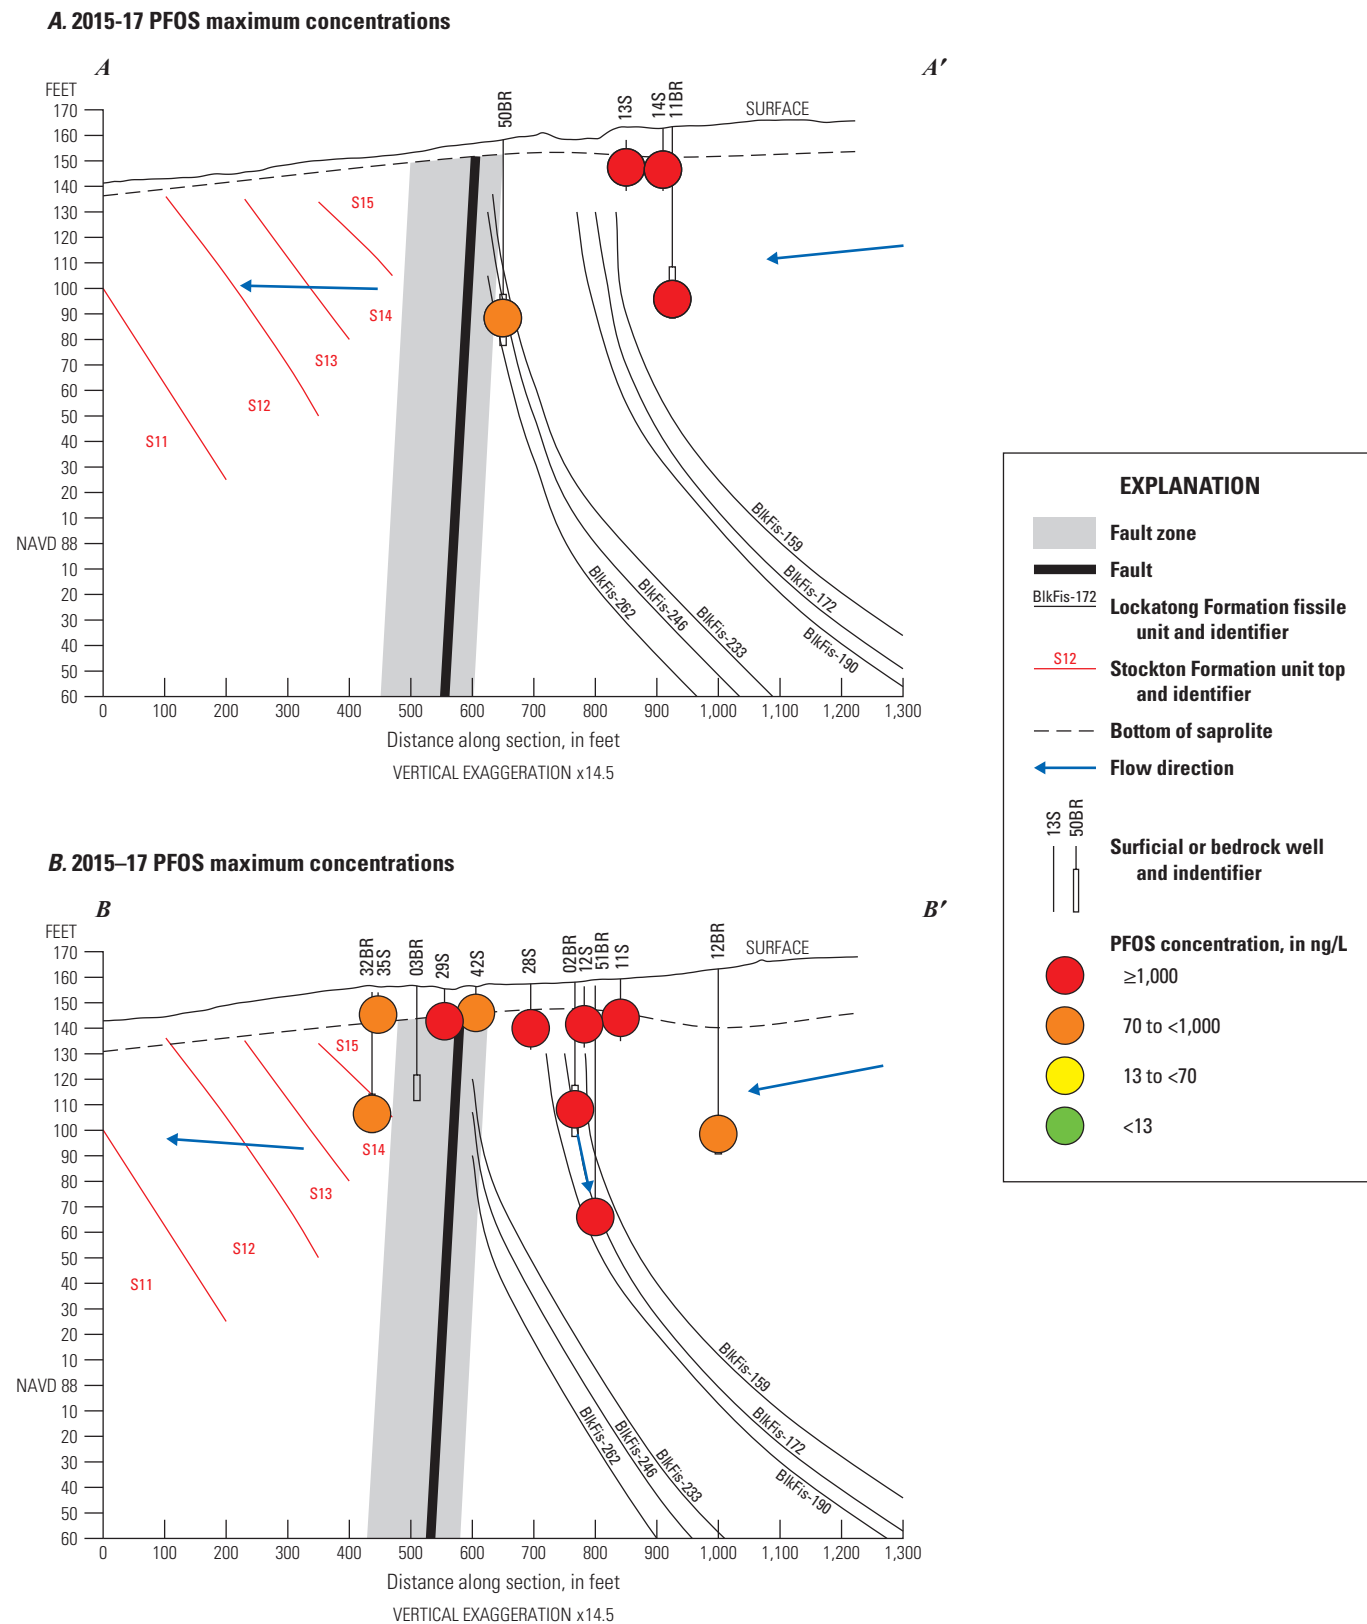 A. 2015-17 PFOS maximum concentrations
A A′
FEET
170
160
150
140
130
120
110
100
90
80
70
60
50
40
30
20
10
NAVD 88
10
20
30
40
50
60
50BR
13S
14S
11BR
SURFACE
S15
S14
S13
S12
S11
BlkFis-159
BlkFis-172
BlkFis-190
BlkFis-233
BlkFis-246
BlkFis-262
0 100 200 300 400 500 600 700 800 900 1,000 1,100 1,200 1,300
Distance along section, in feet
VERTICAL EXAGGERATION x14.5
EXPLANATION
Fault zone
Fault
BlkFis-172
Lockatong Formation fissile
unit and identifier
S12
Stockton Formation unit top
and identifier
Bottom of saprolite
Flow direction
13S
50BR
Surficial or bedrock well
and indentifier
PFOS concentration, in ng/L
≥1,000
70 to <1,000
13 to <70
<13
B. 2015–17 PFOS maximum concentrations
B B′
FEET
170
160
150
140
130
120
110
100
90
80
70
60
50
40
30
20
10
NAVD 88
10
20
30
40
50
60
32BR
35S
03BR
29S
42S
28S
02BR
12S
51BR
11S
12BR
SURFACE
S15
S14
S13
S12
S11
BlkFis-159
BlkFis-172
BlkFis-190
BlkFis-233
BlkFis-246
BlkFis-262
0 100 200 300 400 500 600 700 800 900 1,000 1,100 1,200 1,300
Distance along section, in feet
VERTICAL EXAGGERATION x14.5